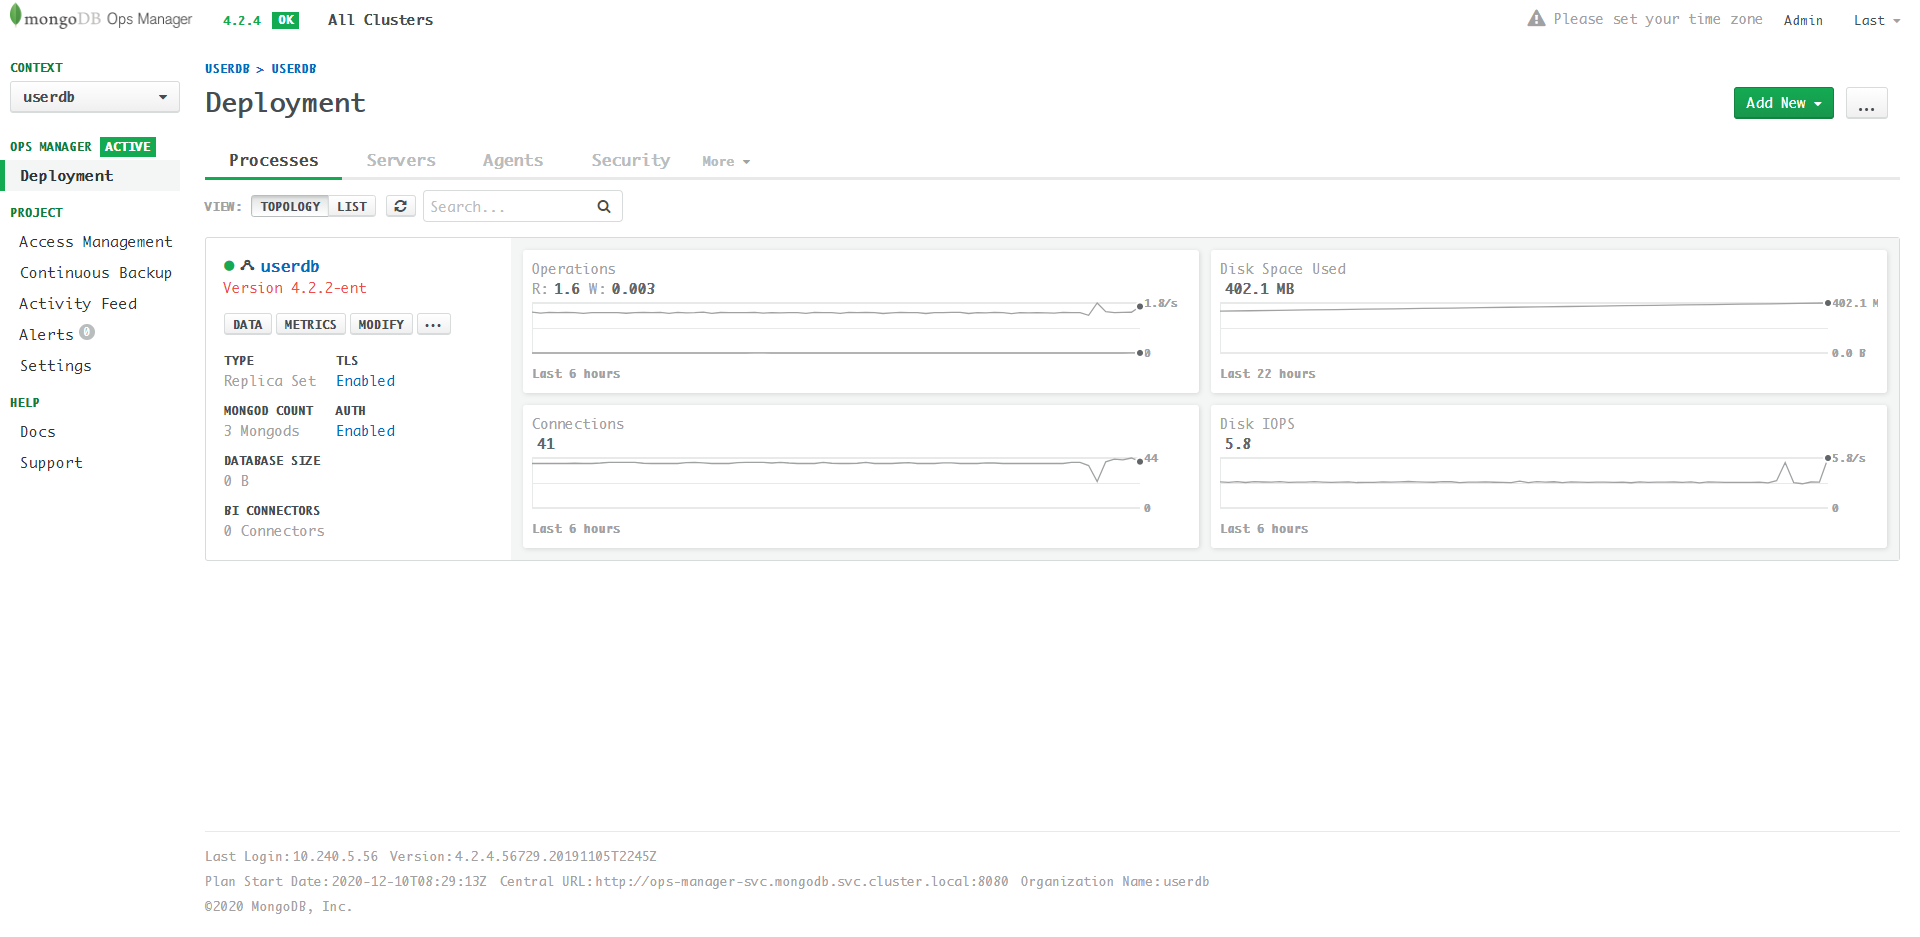 mongoDB Ops Manager 4.2.4 OK All Clusters Please set your time zone Admin Last
CONTEXT
userdb
OPS MANAGER ACTIVE
Deployment
PROJECT
Access Management
Continuous Backup
Activity Feed
Alerts 0
Settings
HELP
Docs
Support
USERDB > USERDB
Deployment
Add New ...
Processes Servers Agents Security More
VIEW: TOPOLOGY LIST Search...
userdb
Version 4.2.2-ent
DATA METRICS MODIFY ...
TYPE TLS
Replica Set Enabled
MONGOD COUNT AUTH
3 Mongods Enabled
DATABASE SIZE
0 B
BI CONNECTORS
0 Connectors
Operations
R: 1.6 W: 0.003
1.8/s
0
Last 6 hours
Disk Space Used
402.1 MB
402.1 M
0.0 B
Last 22 hours
Connections
41
44
0
Last 6 hours
Disk IOPS
5.8
5.8/s
0
Last 6 hours
Last Login:10.240.5.56 Version:4.2.4.56729.20191105T2245Z
Plan Start Date:2020-12-10T08:29:13Z Central URL:http://ops-manager-svc.mongodb.svc.cluster.local:8080 Organization Name:userdb
©2020 MongoDB, Inc.